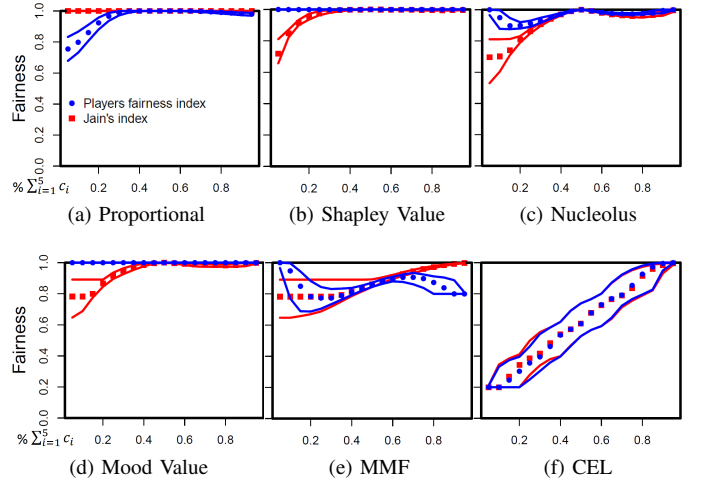 Fairness
0.0 0.2 0.4 0.6 0.8 1.0
Players fairness index
Jain's index
% ∑⁵ᵢ₌₁ cᵢ
0.2 0.4 0.6 0.8
0.2 0.4 0.6 0.8
0.2 0.4 0.6 0.8
(a) Proportional (b) Shapley Value (c) Nucleolus
Fairness
0.0 0.2 0.4 0.6 0.8 1.0
% ∑⁵ᵢ₌₁ cᵢ
0.2 0.4 0.6 0.8
0.2 0.4 0.6 0.8
0.2 0.4 0.6 0.8
(d) Mood Value (e) MMF (f) CEL